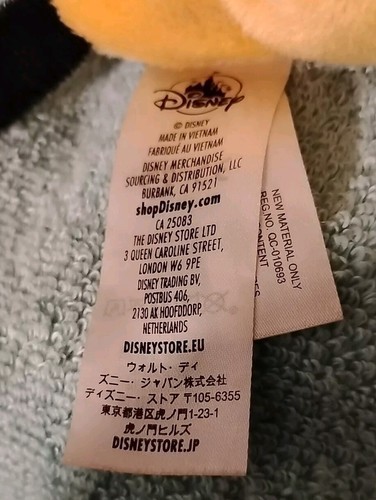 Disney
© DISNEY
MADE IN VIETNAM
FABRIQUÉ AU VIETNAM
DISNEY MERCHANDISE
SOURCING & DISTRIBUTION, LLC
BURBANK, CA 91521
shopDisney.com
CA 25083
THE DISNEY STORE LTD
3 QUEEN CAROLINE STREET,
LONDON W6 9PE
DISNEY TRADING BV,
POSTBUS 406,
2130 AK HOOFDDORP,
NETHERLANDS
DISNEYSTORE.EU
ウォルト・ディ
ズニー・ジャパン株式会社
ディズニー・ストア 〒105-6355
東京都港区虎ノ門1-23-1
虎ノ門ヒルズ
DISNEYSTORE.JP
NEW MATERIAL ONLY
REG.NO. QC-010693